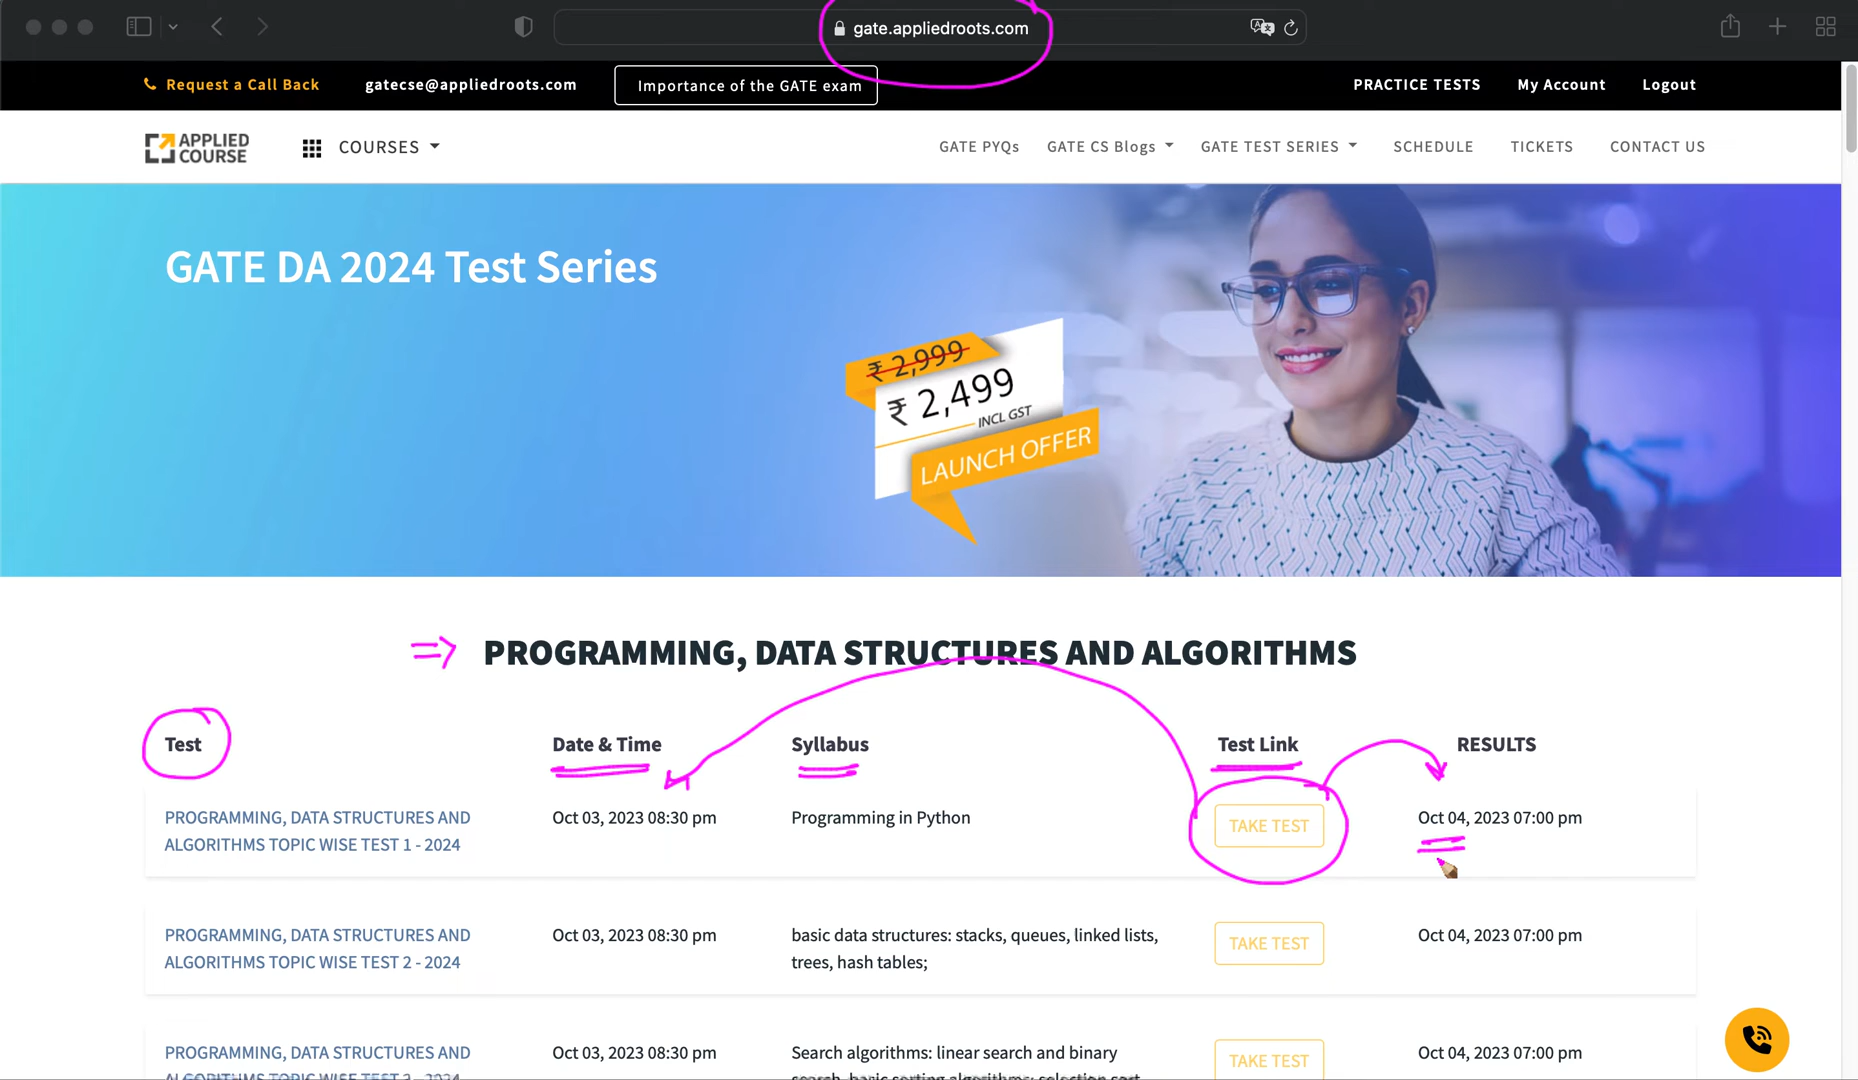 gate.appliedroots.com
Request a Call Back
gatecse@appliedroots.com
Importance of the GATE exam
PRACTICE TESTS
My Account
Logout
APPLIED
COURSE
COURSES
GATE PYQs
GATE CS Blogs
GATE TEST SERIES
SCHEDULE
TICKETS
CONTACT US
GATE DA 2024 Test Series
₹ 2,999
₹ 2,499
INCL GST
LAUNCH OFFER
PROGRAMMING, DATA STRUCTURES AND ALGORITHMS
Test
Date & Time
Syllabus
Test Link
RESULTS
PROGRAMMING, DATA STRUCTURES AND
ALGORITHMS TOPIC WISE TEST 1 - 2024
Oct 03, 2023 08:30 pm
Programming in Python
TAKE TEST
Oct 04, 2023 07:00 pm
PROGRAMMING, DATA STRUCTURES AND
ALGORITHMS TOPIC WISE TEST 2 - 2024
Oct 03, 2023 08:30 pm
basic data structures: stacks, queues, linked lists,
trees, hash tables;
TAKE TEST
Oct 04, 2023 07:00 pm
PROGRAMMING, DATA STRUCTURES AND
Oct 03, 2023 08:30 pm
Search algorithms: linear search and binary
TAKE TEST
Oct 04, 2023 07:00 pm